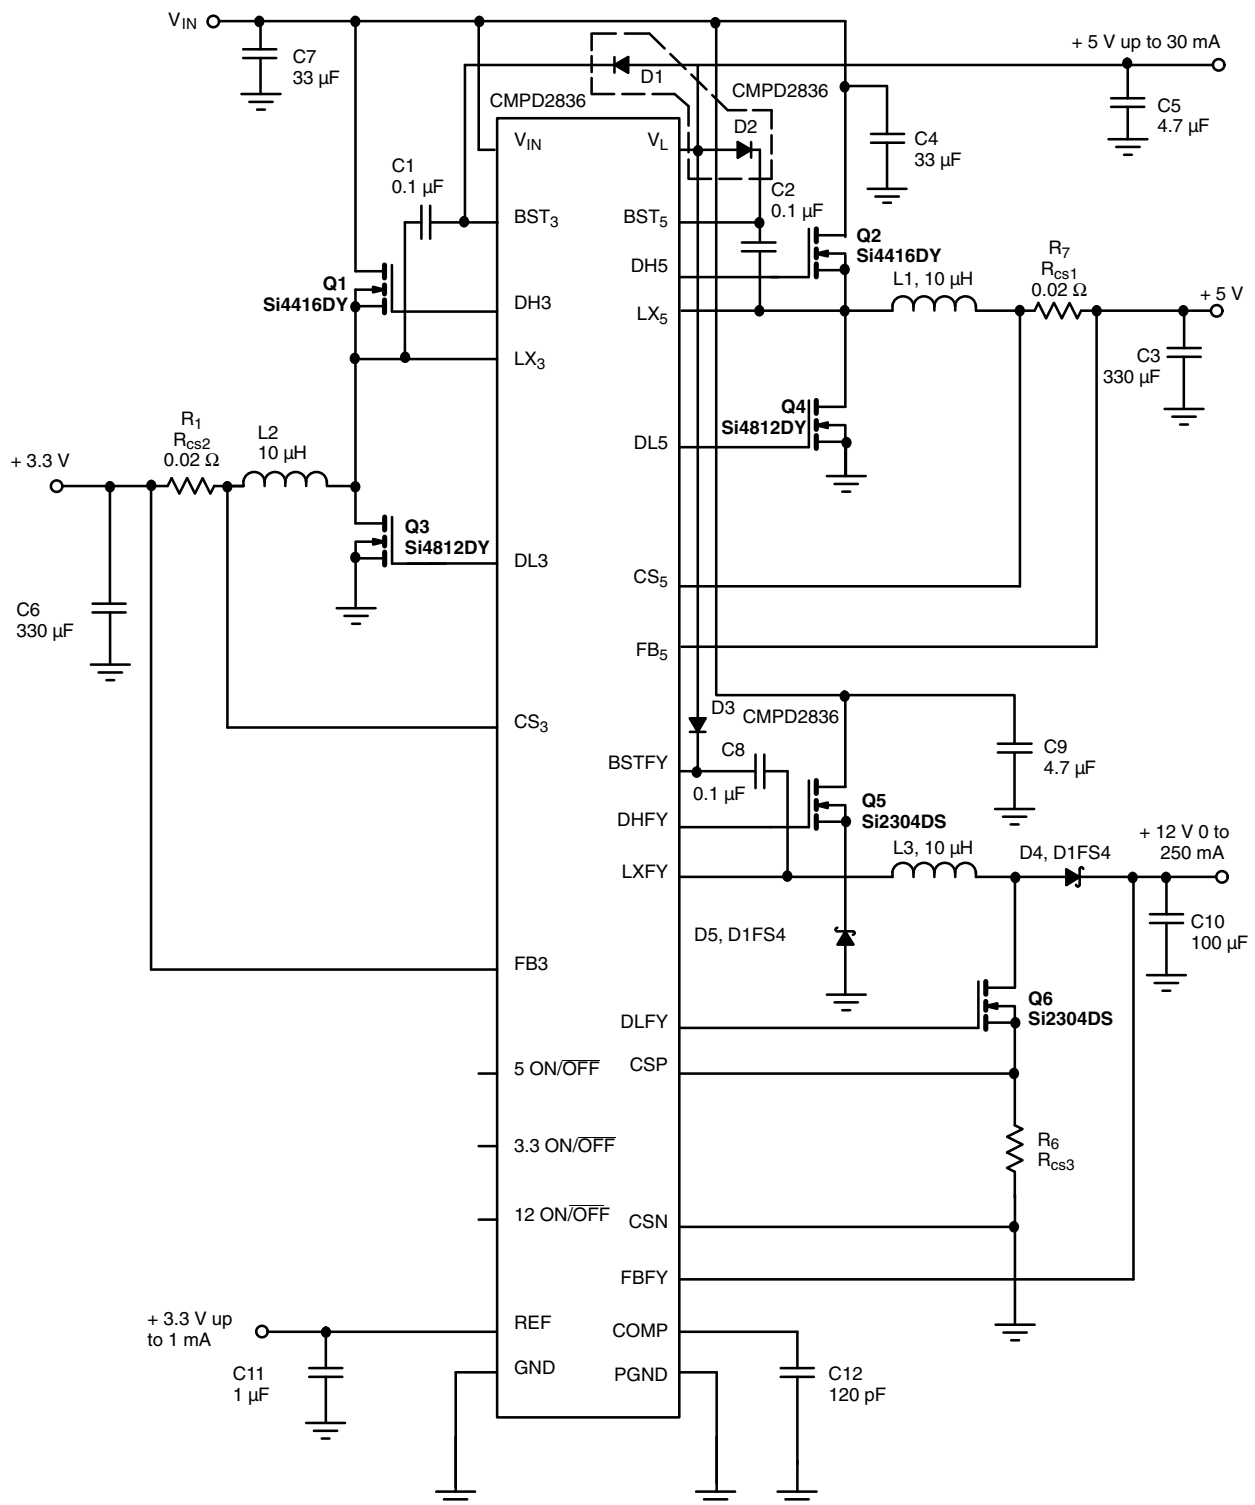 V_IN
C7
33 µF
D1
CMPD2836
+ 5 V up to 30 mA
C5
4.7 µF
CMPD2836
V_IN
V_L
D2
C4
33 µF
C1
0.1 µF
C2
0.1 µF
BST_3
BST_5
Q1
Si4416DY
DH3
DH5
Q2
Si4416DY
L1, 10 µH
R_7
R_cs1
0.02 Ω
+ 5 V
LX_3
LX_5
C3
330 µF
Q4
Si4812DY
DL5
+ 3.3 V
R_1
R_cs2
0.02 Ω
L2
10 µH
Q3
Si4812DY
DL3
CS_5
C6
330 µF
FB_5
CS_3
D3
CMPD2836
BSTFY
C8
0.1 µF
C9
4.7 µF
DHFY
Q5
Si2304DS
LXFY
L3, 10 µH
D4, D1FS4
+ 12 V 0 to
250 mA
D5, D1FS4
C10
100 µF
FB3
DLFY
Q6
Si2304DS
5 ON/O̅F̅F̅
CSP
3.3 ON/O̅F̅F̅
R_6
R_cs3
12 ON/O̅F̅F̅
CSN
FBFY
+ 3.3 V up
to 1 mA
REF
COMP
C11
1 µF
GND
PGND
C12
120 pF